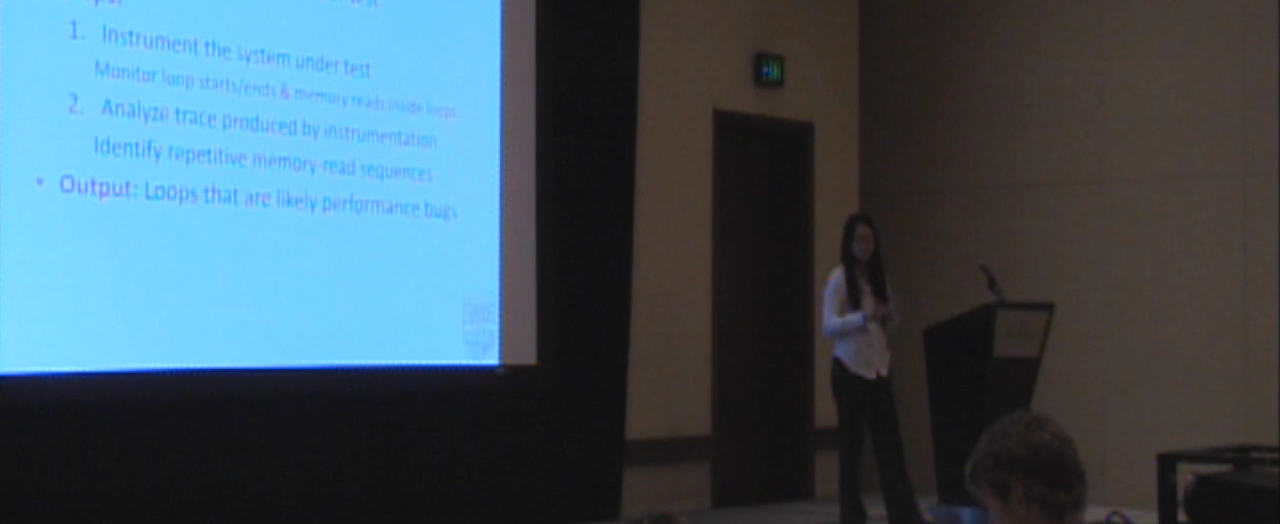 1. Instrument the system under test
Monitor loop starts/ends & memory reads inside loops
2. Analyze trace produced by instrumentation
Identify repetitive memory-read sequences
• Output: Loops that are likely performance bugs